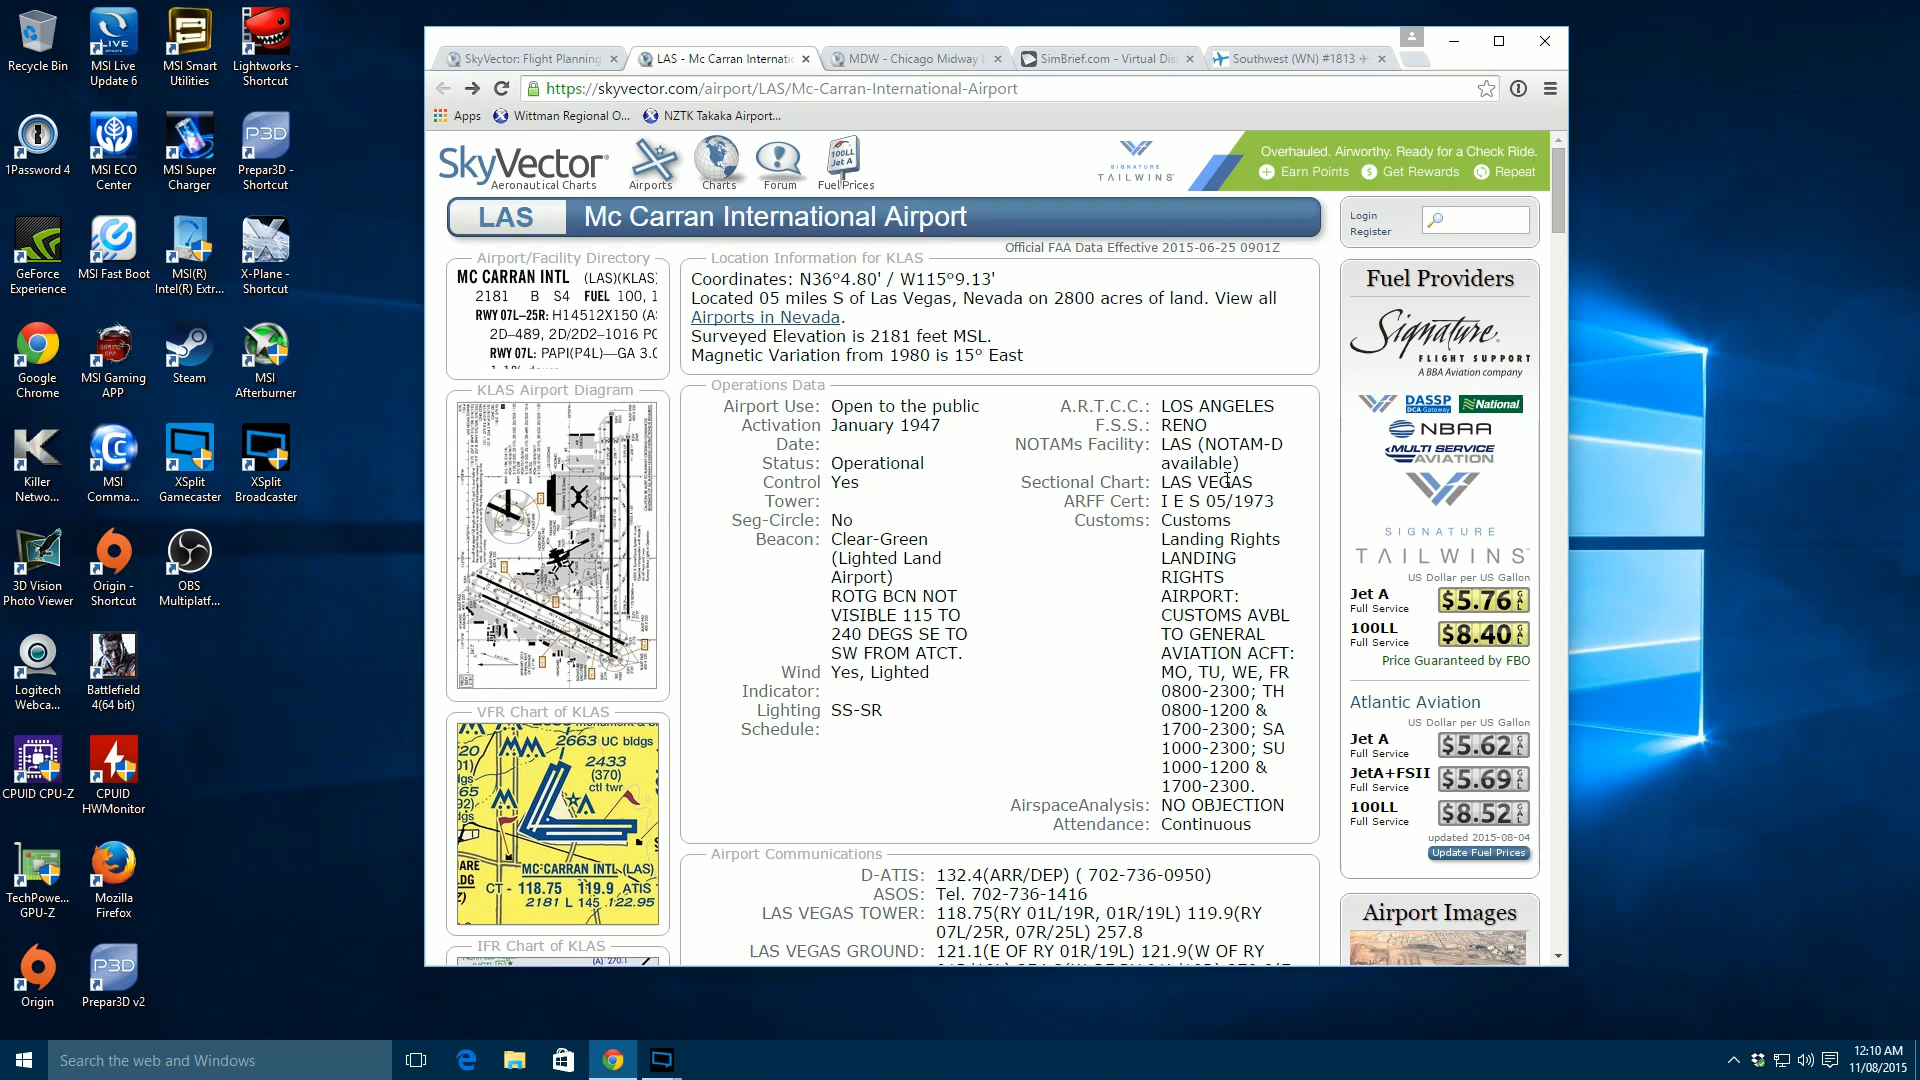 Recycle Bin
MSI Live Update 6
MSI Smart Utilities
Lightworks - Shortcut
1Password 4
MSI ECO Center
MSI Super Charger
Prepar3D - Shortcut
GeForce Experience
MSI Fast Boot
MSI(R) Intel(R) Extr...
X-Plane - Shortcut
Google Chrome
MSI Gaming APP
Steam
MSI Afterburner
Killer Netwo...
MSI Comma...
XSplit Gamecaster
XSplit Broadcaster
3D Vision Photo Viewer
Origin - Shortcut
OBS Multiplatf...
Logitech Webca...
Battlefield 4(64 bit)
CPUID CPU-Z
CPUID HWMonitor
TechPowe... GPU-Z
Mozilla Firefox
Origin
Prepar3D v2
SkyVector: Flight Planning
LAS - Mc Carran Internatio
MDW - Chicago Midway I
SimBrief.com - Virtual Dis
Southwest (WN) #1813
https://skyvector.com/airport/LAS/Mc-Carran-International-Airport
Apps
Wittman Regional O...
NZTK Takaka Airport...
SkyVector
Aeronautical Charts
Airports
Charts
Forum
100LL Jet A
Fuel Prices
SIGNATURE TAILWINS
Overhauled. Airworthy. Ready for a Check Ride.
Earn Points Get Rewards Repeat
LAS Mc Carran International Airport
Official FAA Data Effective 2015-06-25 0901Z
Login
Register
Airport/Facility Directory
MC CARRAN INTL (LAS)(KLAS)
2181 B S4 FUEL 100, 1
RWY 07L–25R: H14512X150 (AS
2D–489, 2D/2D2–1016 PC
RWY 07L: PAPI(P4L)—GA 3.0
KLAS Airport Diagram
VFR Chart of KLAS
2663 UC bldgs
2433
(370)
ctl twr
MC CARRAN INTL (LAS)
CT - 118.75 119.9 ATIS
2181 L 145 122.95
IFR Chart of KLAS
(A) 270.1
Location Information for KLAS
Coordinates: N36°4.80' / W115°9.13'
Located 05 miles S of Las Vegas, Nevada on 2800 acres of land. View all
Airports in Nevada.
Surveyed Elevation is 2181 feet MSL.
Magnetic Variation from 1980 is 15° East
Operations Data
Airport Use: Open to the public
Activation Date: January 1947
Status: Operational
Control Tower: Yes
Seg-Circle: No
Beacon: Clear-Green
(Lighted Land
Airport)
ROTG BCN NOT
VISIBLE 115 TO
240 DEGS SE TO
SW FROM ATCT.
Wind Indicator: Yes, Lighted
Lighting Schedule: SS-SR
A.R.T.C.C.: LOS ANGELES
F.S.S.: RENO
NOTAMs Facility: LAS (NOTAM-D
available)
Sectional Chart: LAS VEGAS
ARFF Cert: I E S 05/1973
Customs: Customs
Landing Rights
LANDING
RIGHTS
AIRPORT:
CUSTOMS AVBL
TO GENERAL
AVIATION ACFT:
MO, TU, WE, FR
0800-2300; TH
0800-1200 &
1700-2300; SA
1000-2300; SU
1000-1200 &
1700-2300.
AirspaceAnalysis: NO OBJECTION
Attendance: Continuous
Airport Communications
D-ATIS: 132.4(ARR/DEP) ( 702-736-0950)
ASOS: Tel. 702-736-1416
LAS VEGAS TOWER: 118.75(RY 01L/19R, 01R/19L) 119.9(RY
07L/25R, 07R/25L) 257.8
LAS VEGAS GROUND: 121.1(E OF RY 01R/19L) 121.9(W OF RY
Fuel Providers
Signature
FLIGHT SUPPORT
A BBA Aviation company
DASSP
DCA Gateway
National
NBAA
MULTI SERVICE
AVIATION
SIGNATURE
TAILWINS
US Dollar per US Gallon
Jet A
Full Service
$5.76 GAL
100LL
Full Service
$8.40 GAL
Price Guaranteed by FBO
Atlantic Aviation
US Dollar per US Gallon
Jet A
Full Service
$5.62 GAL
JetA+FSII
Full Service
$5.69 GAL
100LL
Full Service
$8.52 GAL
updated 2015-08-04
Update Fuel Prices
Airport Images
Search the web and Windows
12:10 AM
11/08/2015